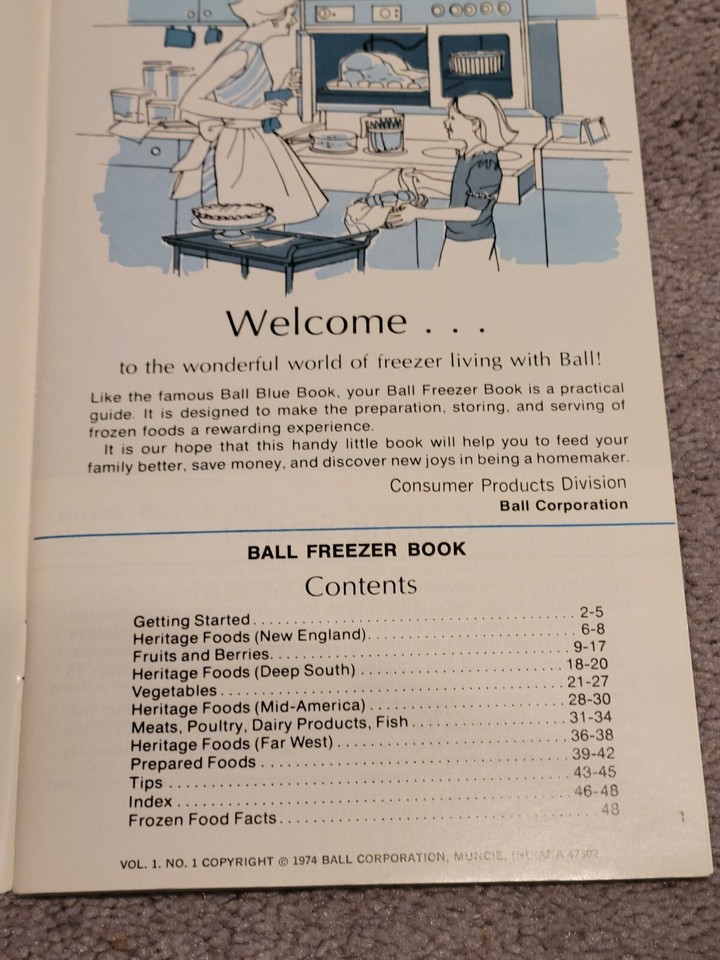 Welcome . . .
to the wonderful world of freezer living with Ball!
Like the famous Ball Blue Book, your Ball Freezer Book is a practical
guide. It is designed to make the preparation, storing, and serving of
frozen foods a rewarding experience.
It is our hope that this handy little book will help you to feed your
family better, save money, and discover new joys in being a homemaker.
Consumer Products Division
Ball Corporation
BALL FREEZER BOOK
Contents
Getting Started . . . . . . . . . . 2-5
Heritage Foods (New England) . . . . . . . . . . 6-8
Fruits and Berries . . . . . . . . . . 9-17
Heritage Foods (Deep South) . . . . . . . . . . 18-20
Vegetables . . . . . . . . . . 21-27
Heritage Foods (Mid-America) . . . . . . . . . . 28-30
Meats, Poultry, Dairy Products, Fish . . . . . . . . . . 31-34
Heritage Foods (Far West) . . . . . . . . . . 36-38
Prepared Foods . . . . . . . . . . 39-42
Tips . . . . . . . . . . 43-45
Index . . . . . . . . . . 46-48
Frozen Food Facts . . . . . . . . . . 48
1
VOL. 1. NO. 1 COPYRIGHT © 1974 BALL CORPORATION, MUNCIE, INDIANA 47302